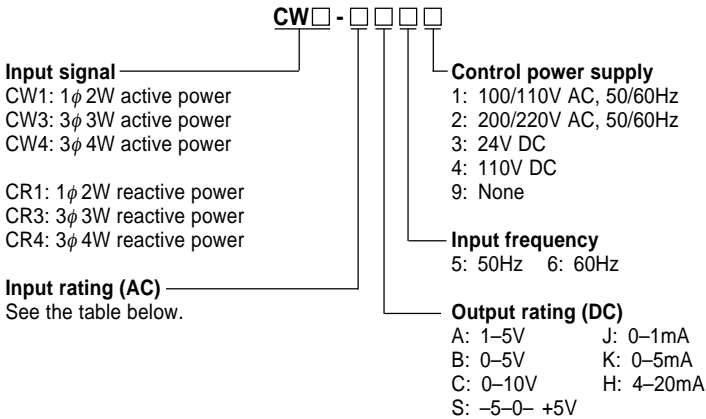 CW□ - □ □ □ □
Input signal
CW1: 1φ 2W active power
CW3: 3φ 3W active power
CW4: 3φ 4W active power
CR1: 1φ 2W reactive power
CR3: 3φ 3W reactive power
CR4: 3φ 4W reactive power
Input rating (AC)
See the table below.
Control power supply
1: 100/110V AC, 50/60Hz
2: 200/220V AC, 50/60Hz
3: 24V DC
4: 110V DC
9: None
Input frequency
5: 50Hz 6: 60Hz
Output rating (DC)
A: 1–5V J: 0–1mA
B: 0–5V K: 0–5mA
C: 0–10V H: 4–20mA
S: –5–0– +5V